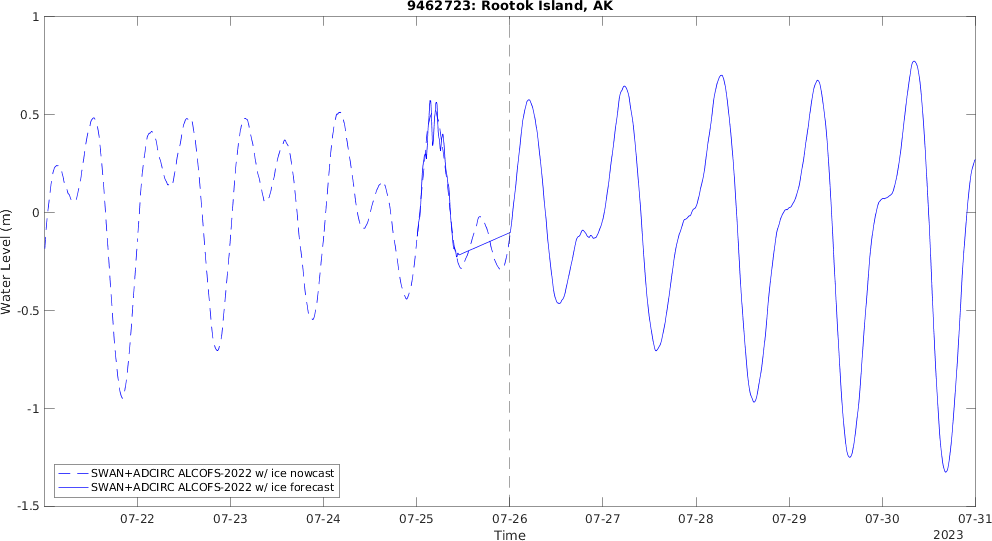 9462723: Rootok Island, AK
Water Level (m)
1
0.5
0
-0.5
-1
-1.5
SWAN+ADCIRC ALCOFS-2022 w/ ice nowcast
SWAN+ADCIRC ALCOFS-2022 w/ ice forecast
07-22 07-23 07-24 07-25 07-26 07-27 07-28 07-29 07-30 07-31
Time
2023